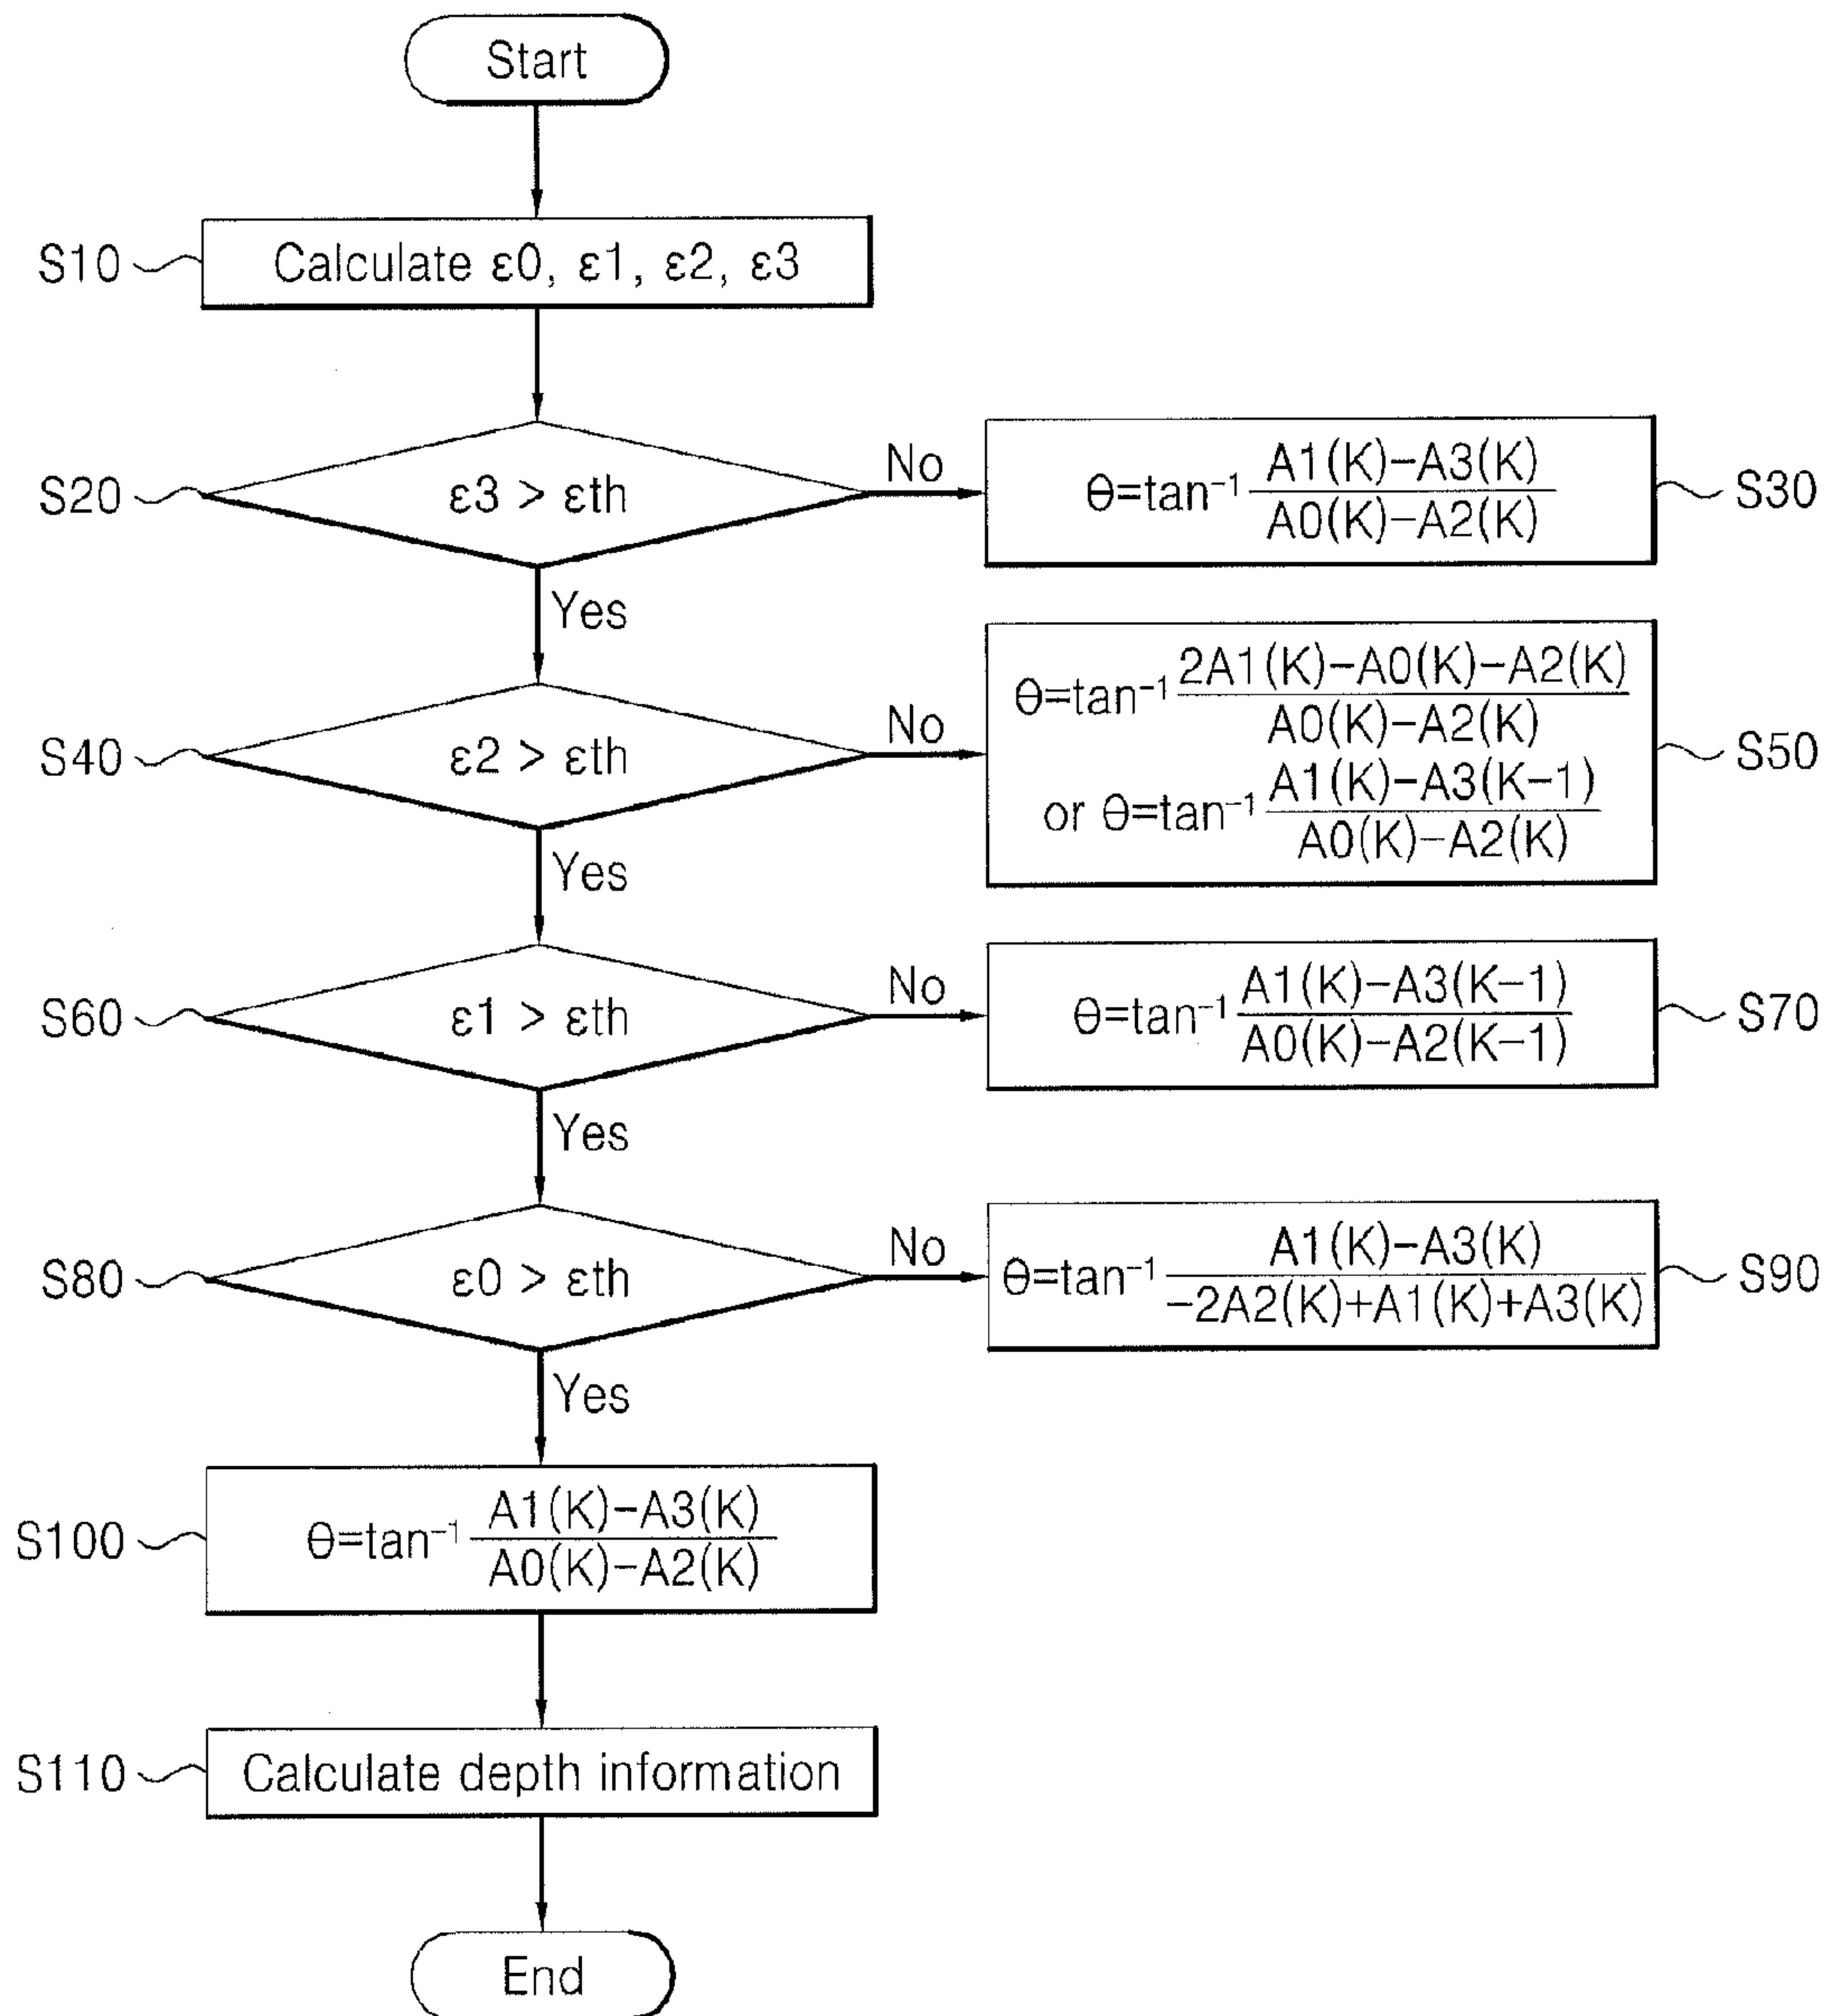 Start
S10
Calculate ε0, ε1, ε2, ε3
S20
ε3 > εth
No
θ=tan⁻¹ A1(K)−A3(K)
A0(K)−A2(K)
S30
Yes
S40
ε2 > εth
No
θ=tan⁻¹ 2A1(K)−A0(K)−A2(K)
A0(K)−A2(K)
or θ=tan⁻¹ A1(K)−A3(K−1)
A0(K)−A2(K)
S50
Yes
S60
ε1 > εth
No
θ=tan⁻¹ A1(K)−A3(K−1)
A0(K)−A2(K−1)
S70
Yes
S80
ε0 > εth
No
θ=tan⁻¹ A1(K)−A3(K)
−2A2(K)+A1(K)+A3(K)
S90
Yes
S100
θ=tan⁻¹ A1(K)−A3(K)
A0(K)−A2(K)
S110
Calculate depth information
End